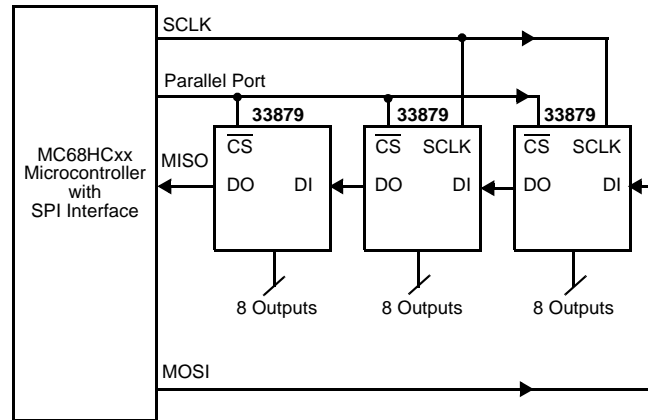 SCLK
Parallel Port
33879 33879 33879
MC68HCxx
Microcontroller
with
SPI Interface
CS CS SCLK CS SCLK
MISO
DO DI DO DI DO DI
8 Outputs 8 Outputs 8 Outputs
MOSI